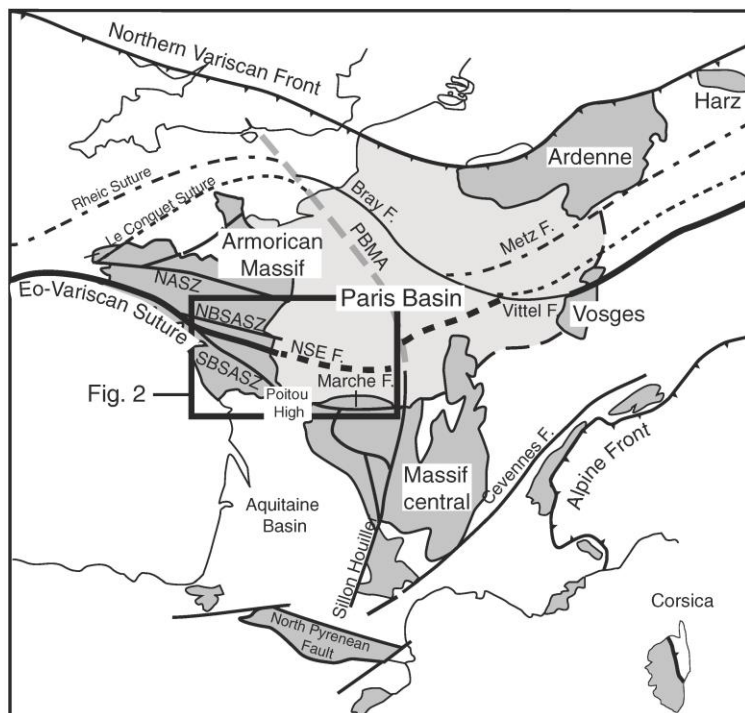 Northern Variscan Front
Harz
Ardenne
Rheic Suture
Le Conquet Suture
Bray F.
Metz F.
PBMA
Armorican
Massif
NASZ
Eo-Variscan Suture
Paris Basin
Vittel F.
Vosges
NBSASZ
NSE F.
SBSASZ
Marche F.
Fig. 2
Poitou
High
Massif
central
Cevennes F.
Alpine Front
Aquitaine
Basin
Sillon Houiller
North Pyrenean
Fault
Corsica